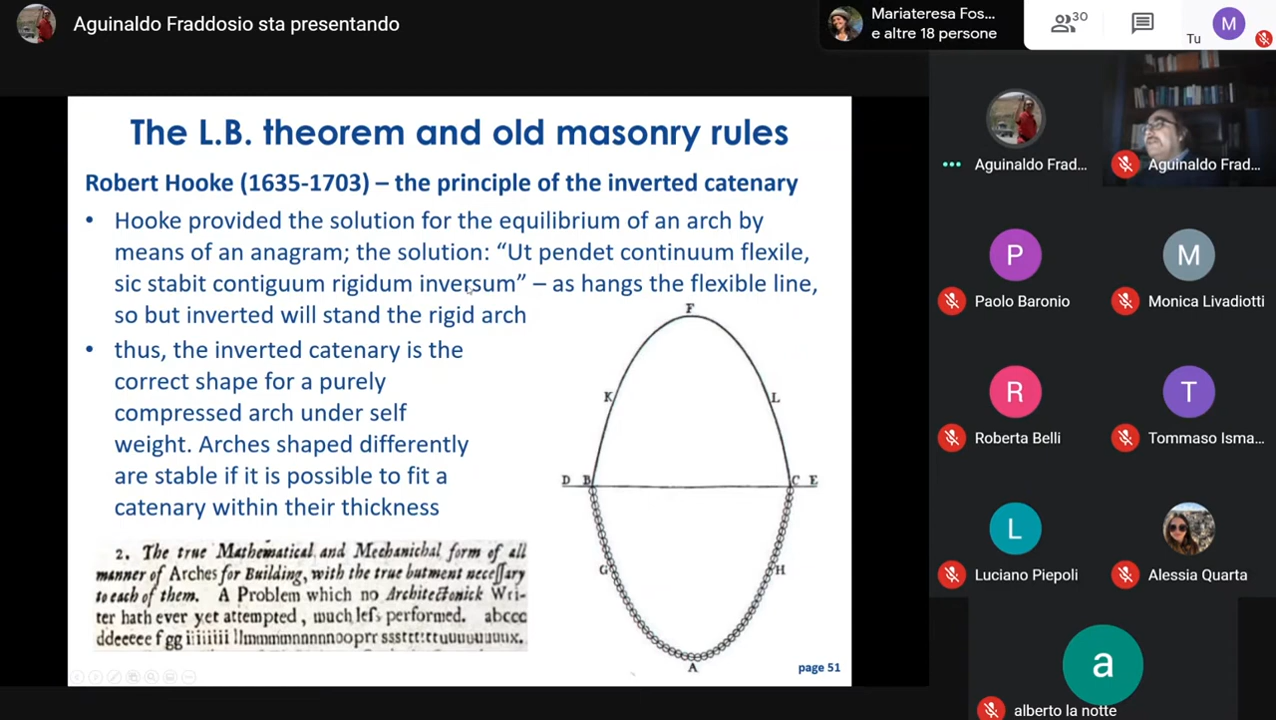 Aguinaldo Fraddosio sta presentando
Mariateresa Fos...
e altre 18 persone
30
Tu
M
The L.B. theorem and old masonry rules
Robert Hooke (1635-1703) – the principle of the inverted catenary
• Hooke provided the solution for the equilibrium of an arch by
means of an anagram; the solution: “Ut pendet continuum flexile,
sic stabit contiguum rigidum inversum” – as hangs the flexible line,
so but inverted will stand the rigid arch
• thus, the inverted catenary is the
correct shape for a purely
compressed arch under self
weight. Arches shaped differently
are stable if it is possible to fit a
catenary within their thickness
2. The true Mathematical and Mechanichal form of all
manner of Arches for Building, with the true butment necessary
to each of them. A Problem which no Architectonick Wri-
ter hath ever yet attempted, much less performed. abccc
F
K
L
D B
C E
G
H
A
page 51
Aguinaldo Frad...
Aguinaldo Frad...
P
Paolo Baronio
M
Monica Livadiotti
R
Roberta Belli
T
Tommaso Isma...
L
Luciano Piepoli
Alessia Quarta
a
alberto la notte